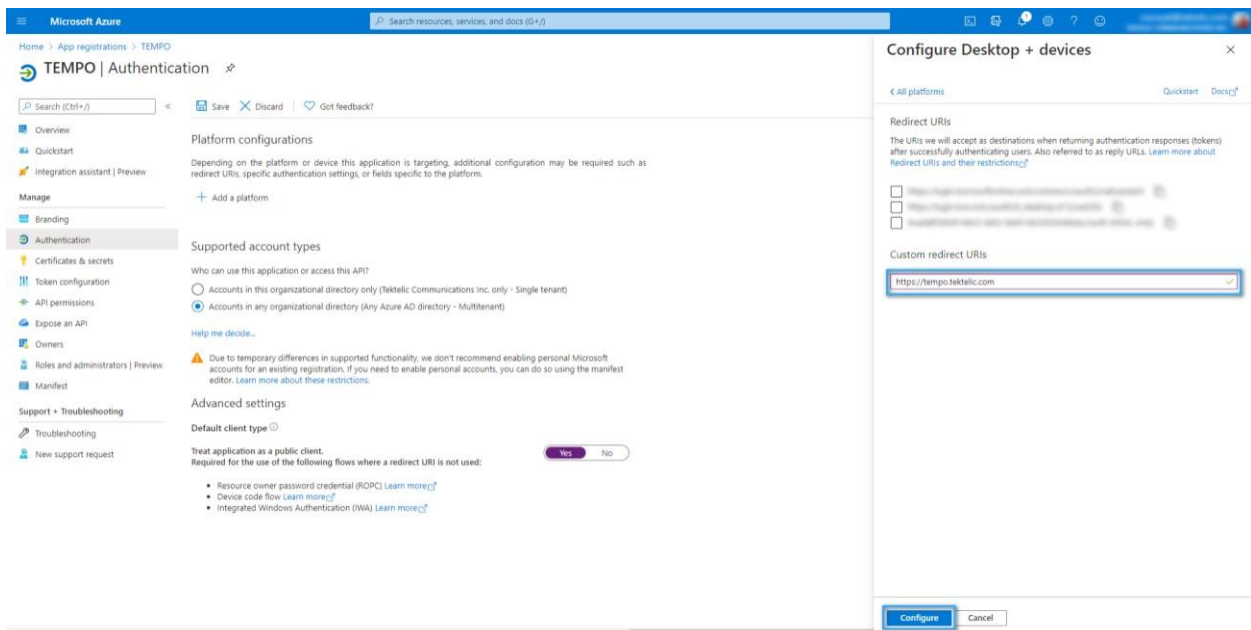 Microsoft Azure
Search resources, services, and docs (G+/)
1
Home > App registrations > TEMPO
TEMPO | Authentication
Search (Ctrl+/)
«
Overview
Quickstart
Integration assistant | Preview
Manage
Branding
Authentication
Certificates & secrets
Token configuration
API permissions
Expose an API
Owners
Roles and administrators | Preview
Manifest
Support + Troubleshooting
Troubleshooting
New support request
Save Discard Got feedback?
Platform configurations
Depending on the platform or device this application is targeting, additional configuration may be required such as
redirect URIs, specific authentication settings, or fields specific to the platform.
+ Add a platform
Supported account types
Who can use this application or access this API?
Accounts in this organizational directory only (Tektelic Communications Inc. only - Single tenant)
Accounts in any organizational directory (Any Azure AD directory - Multitenant)
Help me decide...
Due to temporary differences in supported functionality, we don't recommend enabling personal Microsoft
accounts for an existing registration. If you need to enable personal accounts, you can do so using the manifest
editor. Learn more about these restrictions.
Advanced settings
Default client type
Treat application as a public client.
Required for the use of the following flows where a redirect URI is not used:
Yes No
• Resource owner password credential (ROPC) Learn more
• Device code flow Learn more
• Integrated Windows Authentication (IWA) Learn more
Configure Desktop + devices
< All platforms Quickstart Docs
Redirect URIs
The URIs we will accept as destinations when returning authentication responses (tokens)
after successfully authenticating users. Also referred to as reply URLs. Learn more about
Redirect URIs and their restrictions
Custom redirect URIs
https://tempo.tektelic.com
Configure Cancel